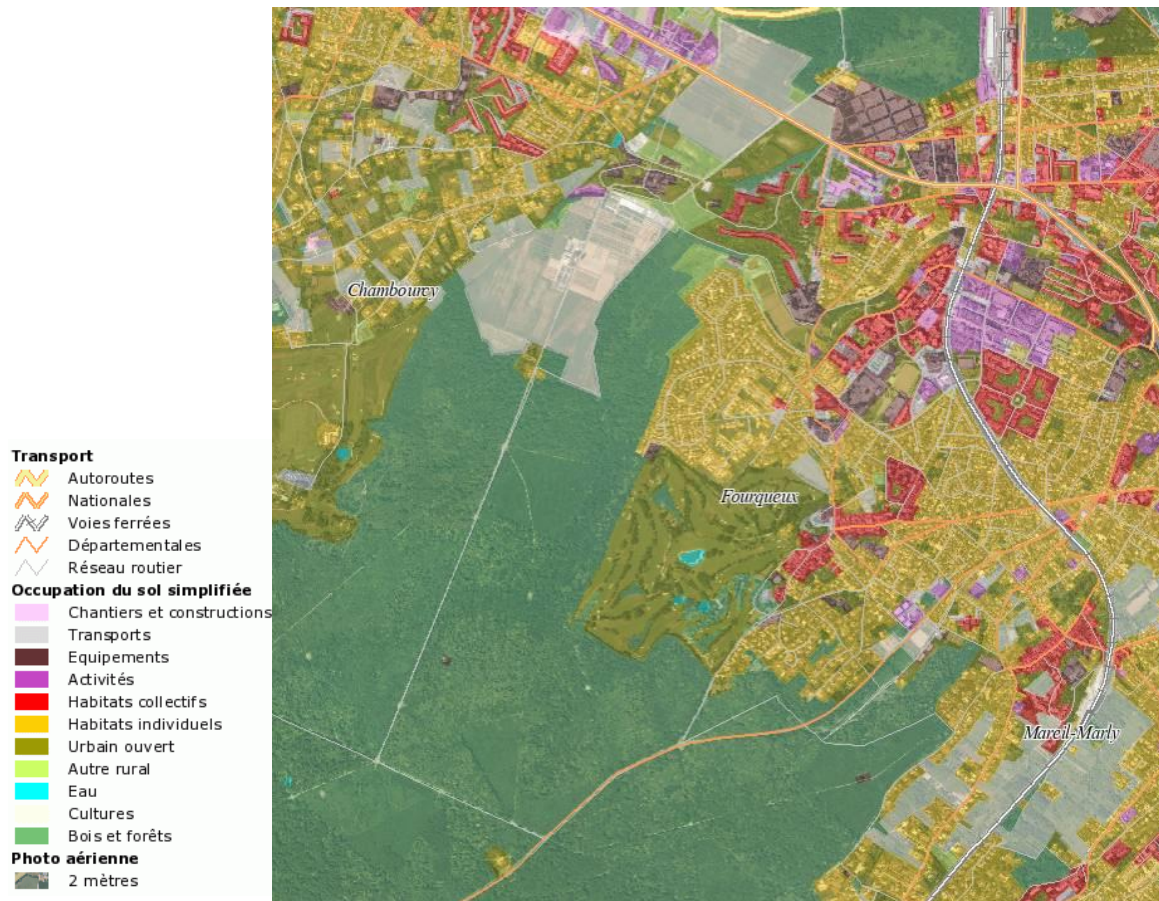 Transport
Autoroutes
Nationales
Voies ferrées
Départementales
Réseau routier
Occupation du sol simplifiée
Chantiers et constructions
Transports
Equipements
Activités
Habitats collectifs
Habitats individuels
Urbain ouvert
Autre rural
Eau
Cultures
Bois et forêts
Photo aérienne
2 mètres
Chambourcy
Fourqueux
Mareil-Marly